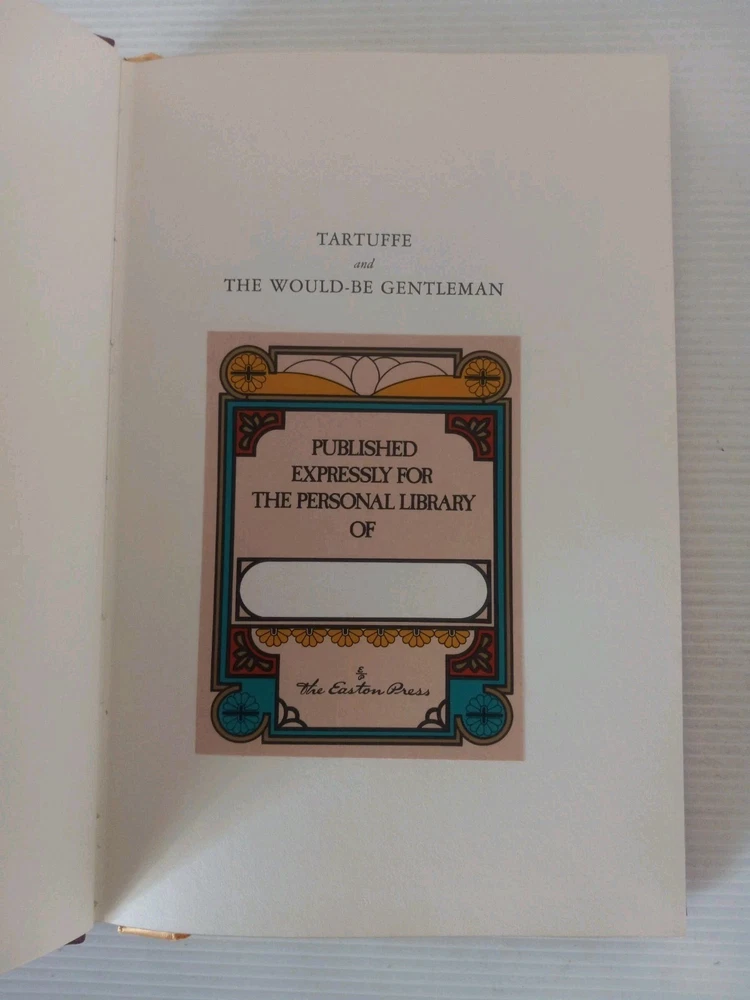 TARTUFFE
and
THE WOULD-BE GENTLEMAN
PUBLISHED
EXPRESSLY FOR
THE PERSONAL LIBRARY
OF
The Easton Press